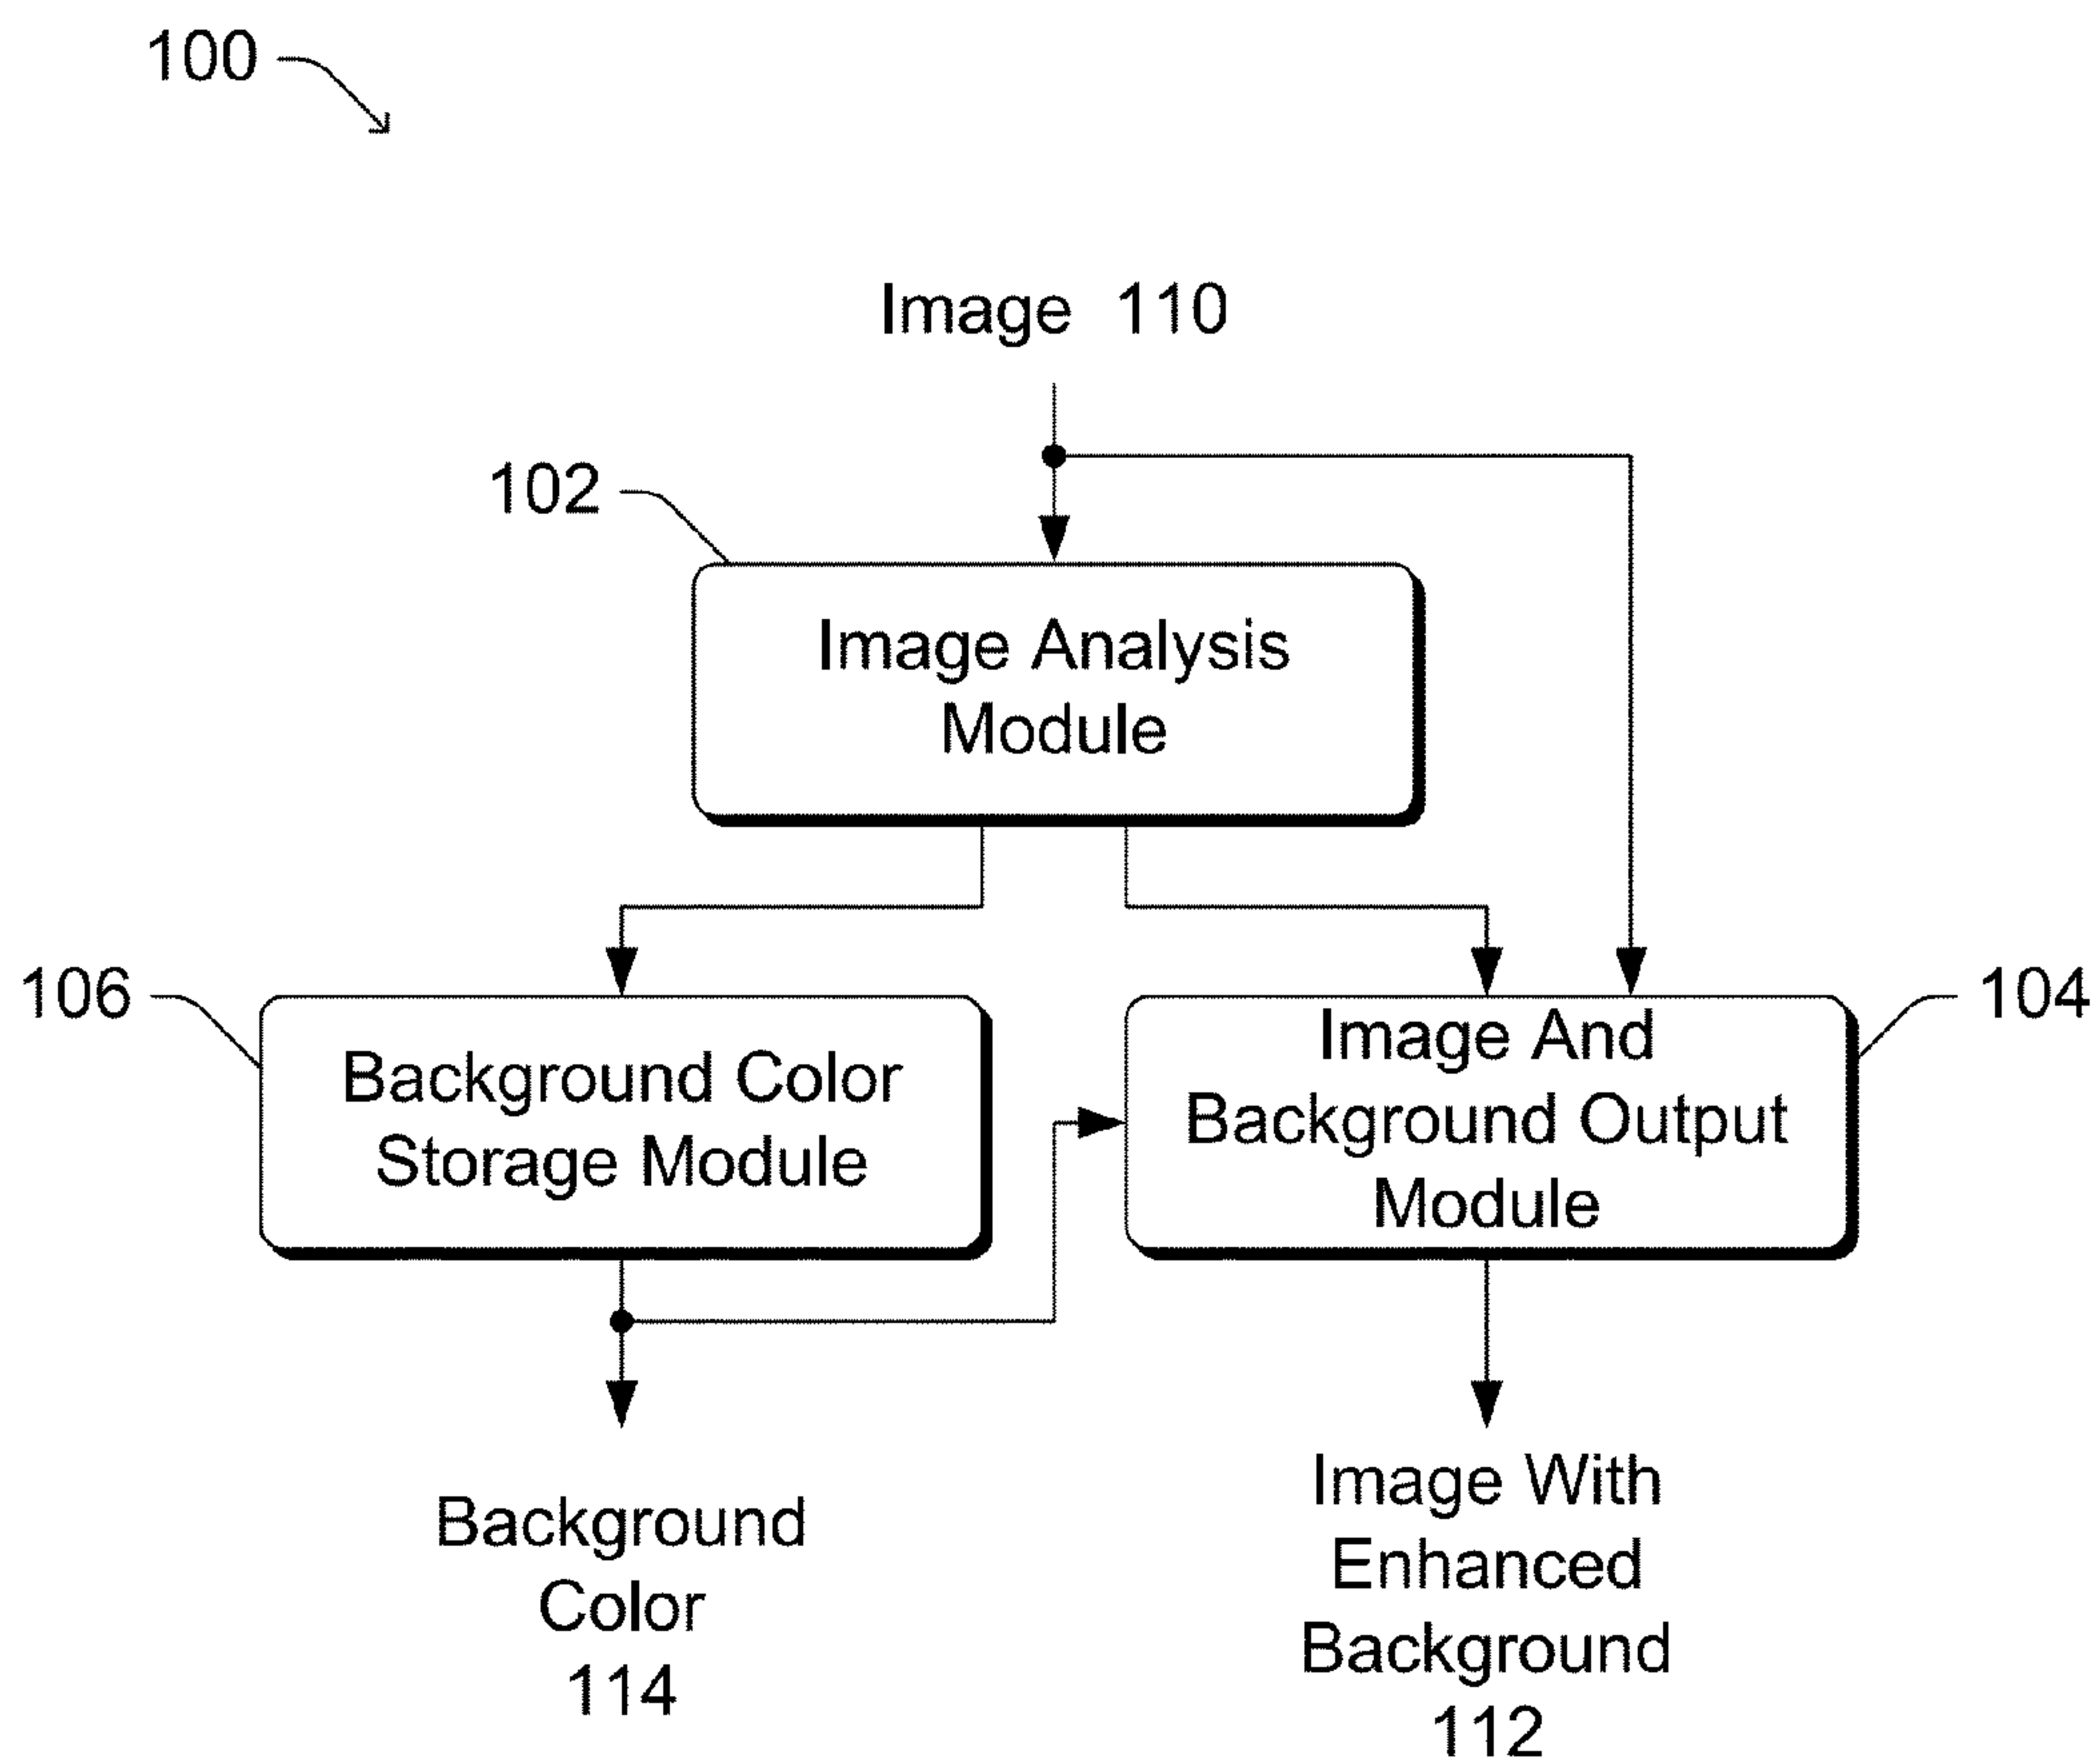 100
Image 110
102
Image Analysis
Module
106
Background Color
Storage Module
Image And
Background Output
Module
104
Background
Color
114
Image With
Enhanced
Background
112